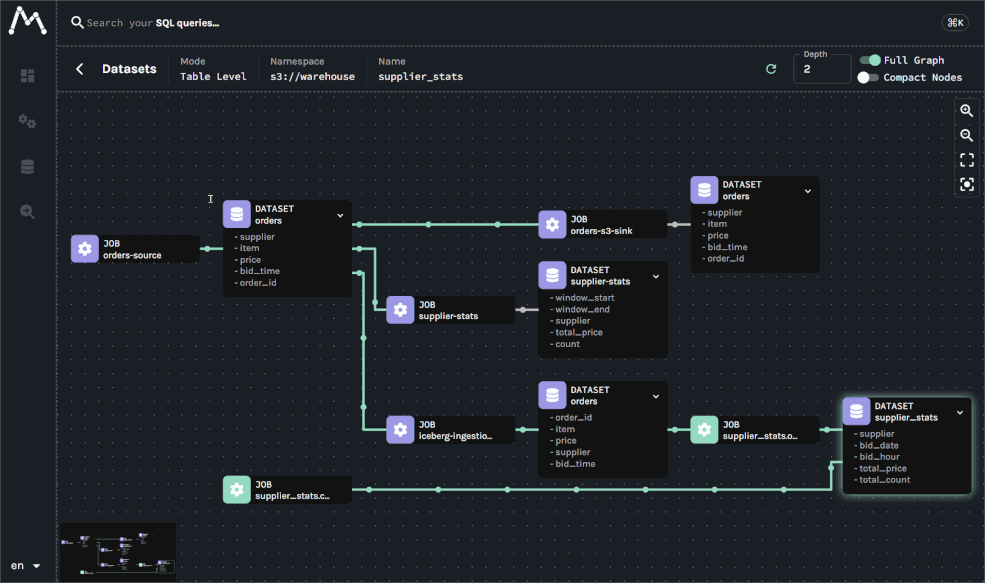 Search your SQL queries...
⌘K
Datasets
Mode
Table Level
Namespace
s3://warehouse
Name
supplier_stats
Depth
2
Full Graph
Compact Nodes
JOB
orders-source
DATASET
orders
- supplier
- item
- price
- bid_time
- order_id
JOB
orders-s3-sink
DATASET
orders
- supplier
- item
- price
- bid_time
- order_id
JOB
supplier-stats
DATASET
supplier-stats
- window_start
- window_end
- supplier
- total_price
- count
JOB
iceberg-ingestio...
DATASET
orders
- order_id
- item
- price
- supplier
- bid_time
JOB
supplier_stats.o...
DATASET
supplier_stats
- supplier
- bid_date
- bid_hour
- total_price
- total_count
JOB
supplier_stats.c...
en